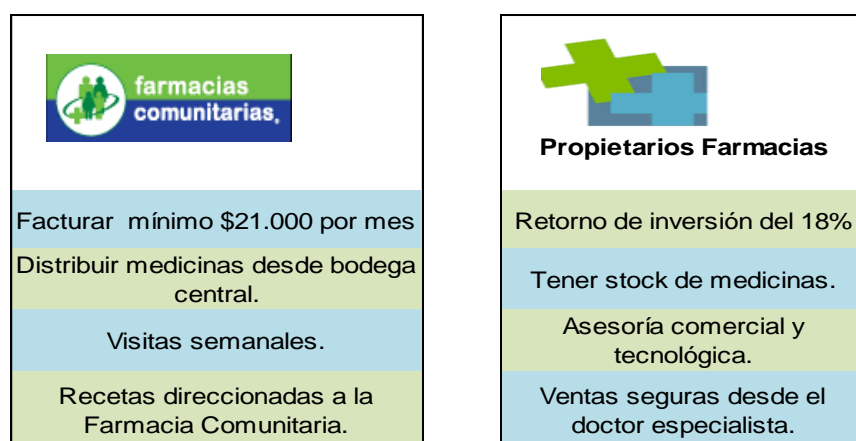 farmacias
comunitarias.
Facturar mínimo $21.000 por mes
Distribuir medicinas desde bodega
central.
Visitas semanales.
Recetas direccionadas a la
Farmacia Comunitaria.
Propietarios Farmacias
Retorno de inversión del 18%
Tener stock de medicinas.
Asesoría comercial y
tecnológica.
Ventas seguras desde el
doctor especialista.